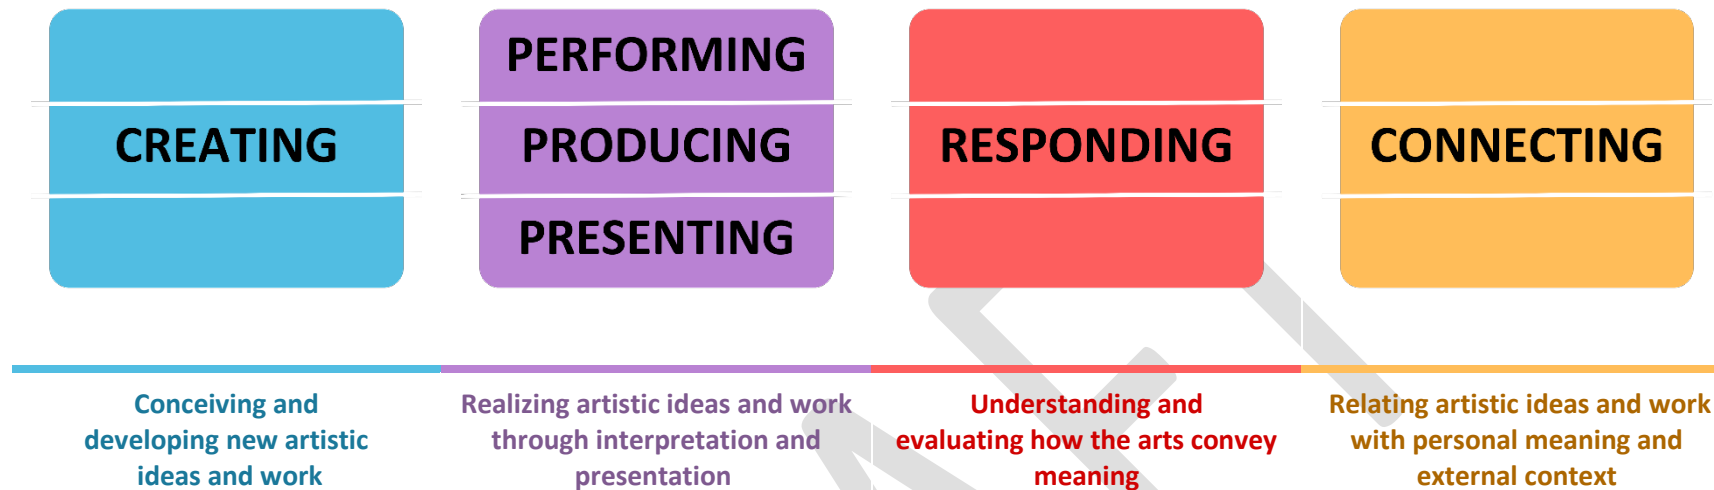 CREATING
PERFORMING
PRODUCING
PRESENTING
RESPONDING
CONNECTING
Conceiving and
developing new artistic
ideas and work
Realizing artistic ideas and work
through interpretation and
presentation
Understanding and
evaluating how the arts convey
meaning
Relating artistic ideas and work
with personal meaning and
external context